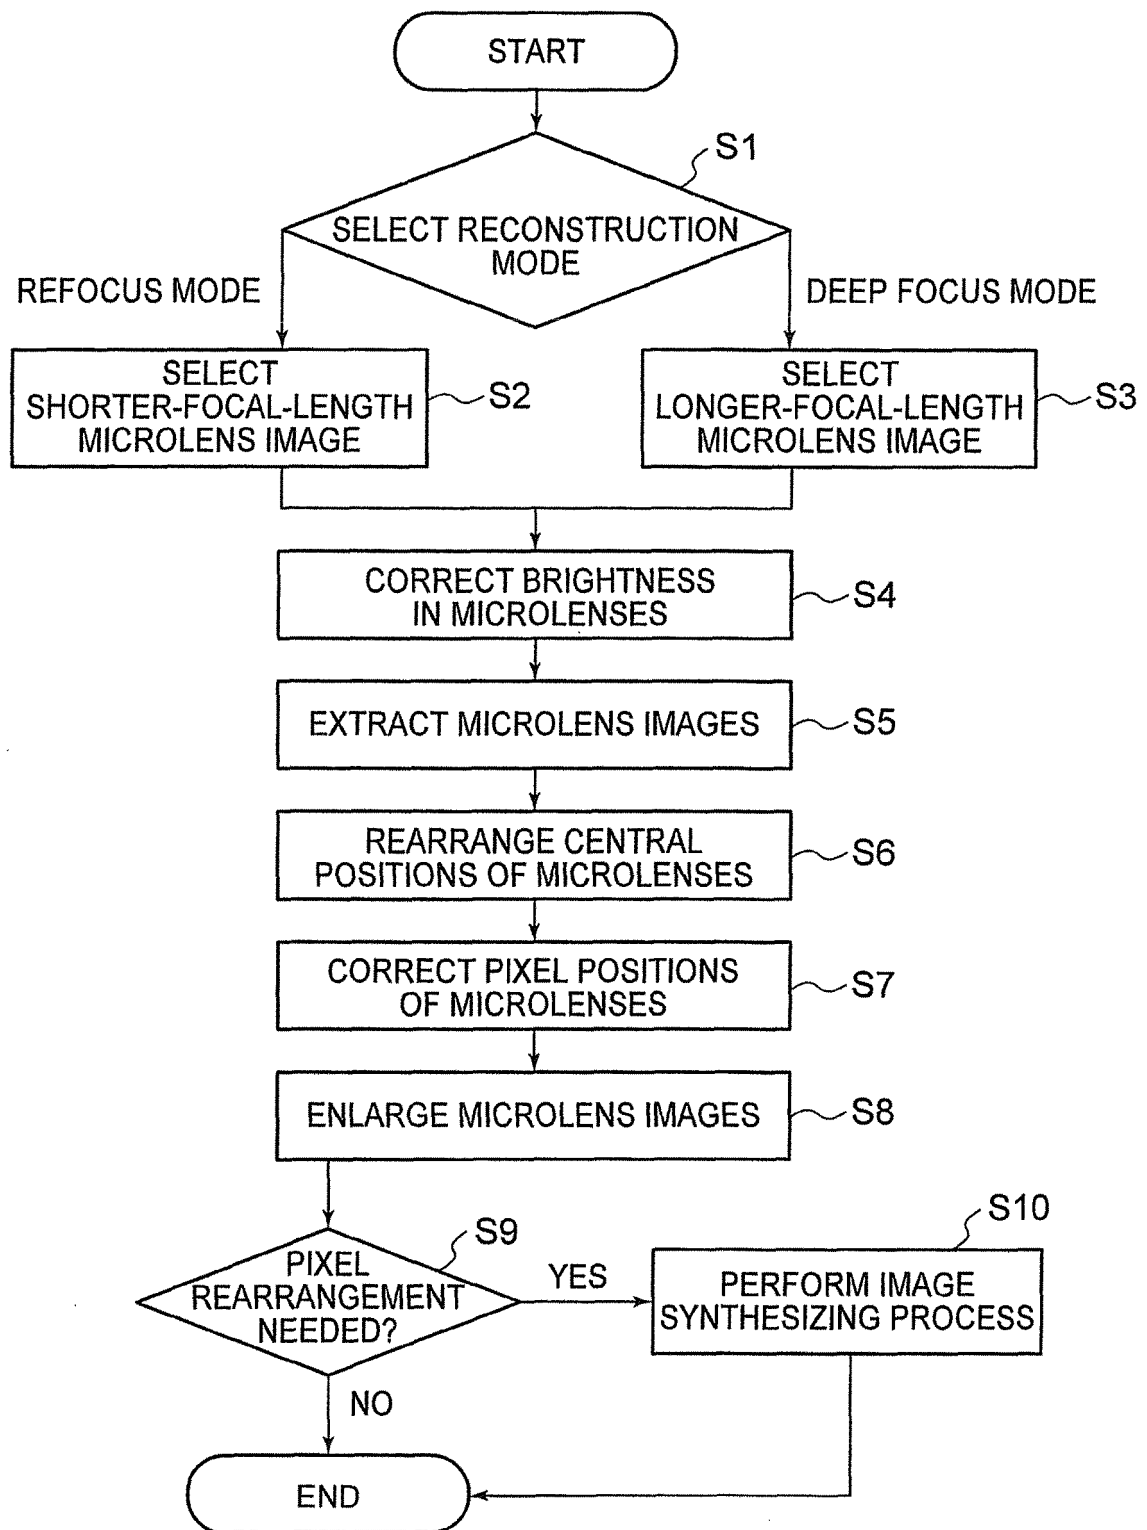 START
S1
SELECT RECONSTRUCTION
MODE
REFOCUS MODE
DEEP FOCUS MODE
SELECT
SHORTER-FOCAL-LENGTH
MICROLENS IMAGE
S2
SELECT
LONGER-FOCAL-LENGTH
MICROLENS IMAGE
S3
CORRECT BRIGHTNESS
IN MICROLENSES
S4
EXTRACT MICROLENS IMAGES
S5
REARRANGE CENTRAL
POSITIONS OF MICROLENSES
S6
CORRECT PIXEL POSITIONS
OF MICROLENSES
S7
ENLARGE MICROLENS IMAGES
S8
S9
PIXEL
REARRANGEMENT
NEEDED?
YES
S10
PERFORM IMAGE
SYNTHESIZING PROCESS
NO
END